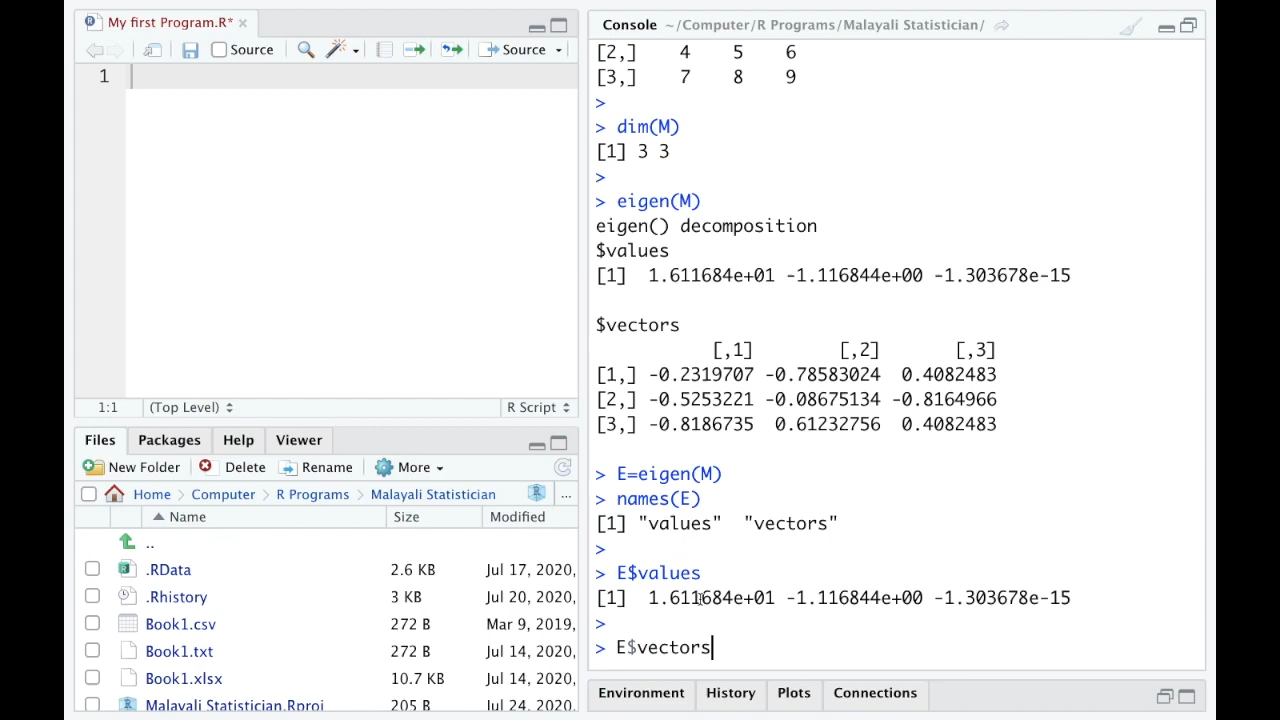 My first Program.R*
Source
Source
1
1:1 (Top Level) R Script
Files Packages Help Viewer
New Folder Delete Rename More
Home Computer R Programs Malayali Statistician ...
Name Size Modified
..
.RData 2.6 KB Jul 17, 2020,
.Rhistory 3 KB Jul 20, 2020,
Book1.csv 272 B Mar 9, 2019,
Book1.txt 272 B Jul 14, 2020,
Book1.xlsx 10.7 KB Jul 14, 2020,
Malayali Statistician.Rproj 205 B Jul 24, 2020,
Console ~/Computer/R Programs/Malayali Statistician/
[2,] 4 5 6
[3,] 7 8 9
>
> dim(M)
[1] 3 3
>
> eigen(M)
eigen() decomposition
$values
[1] 1.611684e+01 -1.116844e+00 -1.303678e-15
$vectors
[,1] [,2] [,3]
[1,] -0.2319707 -0.78583024 0.4082483
[2,] -0.5253221 -0.08675134 -0.8164966
[3,] -0.8186735 0.61232756 0.4082483
> E=eigen(M)
> names(E)
[1] "values" "vectors"
>
> E$values
[1] 1.611684e+01 -1.116844e+00 -1.303678e-15
>
> E$vectors
Environment History Plots Connections